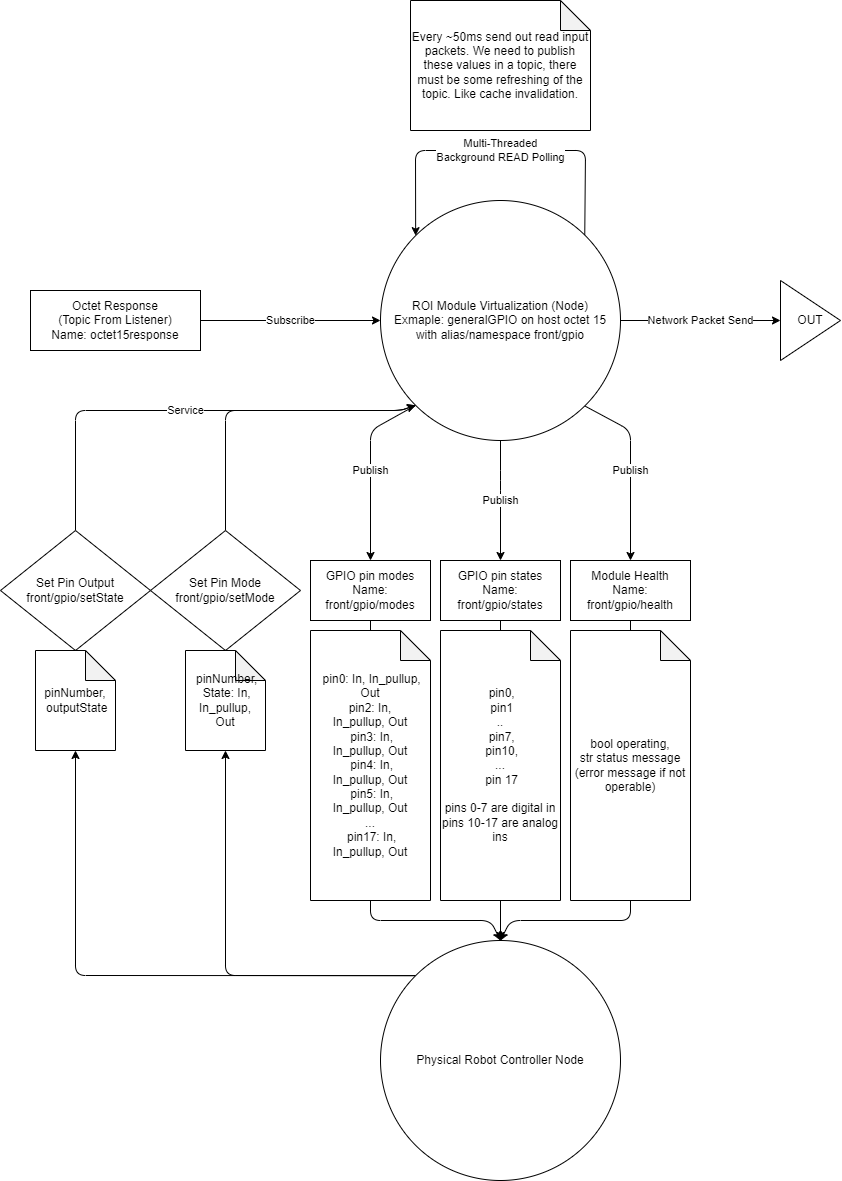 Every ~50ms send out read input
packets. We need to publish
these values in a topic, there
must be some refreshing of the
topic. Like cache invalidation.
Multi-Threaded
Background READ Polling
Octet Response
(Topic From Listener)
Name: octet15response
Subscribe
ROI Module Virtualization (Node)
Exmaple: generalGPIO on host octet 15
with alias/namespace front/gpio
Network Packet Send
OUT
Service
Publish
Publish
Publish
Set Pin Output
front/gpio/setState
Set Pin Mode
front/gpio/setMode
GPIO pin modes
Name:
front/gpio/modes
GPIO pin states
Name:
front/gpio/states
Module Health
Name:
front/gpio/health
pinNumber,
outputState
pinNumber,
State: In,
In_pullup,
Out
pin0: In, In_pullup,
Out
pin2: In,
In_pullup, Out
pin3: In,
In_pullup, Out
pin4: In,
In_pullup, Out
pin5: In,
In_pullup, Out
...
pin17: In,
In_pullup, Out
pin0,
pin1
..
pin7,
pin10,
...
pin 17
pins 0-7 are digital in
pins 10-17 are analog
ins
bool operating,
str status message
(error message if not
operable)
Physical Robot Controller Node